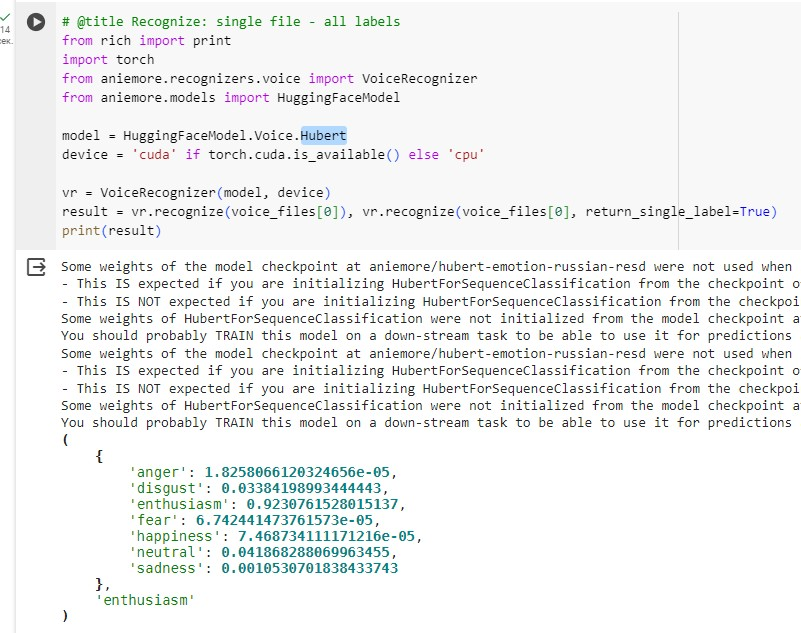 14
сек.
# @title Recognize: single file - all labels
from rich import print
import torch
from aniemore.recognizers.voice import VoiceRecognizer
from aniemore.models import HuggingFaceModel
model = HuggingFaceModel.Voice.Hubert
device = 'cuda' if torch.cuda.is_available() else 'cpu'
vr = VoiceRecognizer(model, device)
result = vr.recognize(voice_files[0]), vr.recognize(voice_files[0], return_single_label=True)
print(result)
Some weights of the model checkpoint at aniemore/hubert-emotion-russian-resd were not used when
- This IS expected if you are initializing HubertForSequenceClassification from the checkpoint o
- This IS NOT expected if you are initializing HubertForSequenceClassification from the checkpoi
Some weights of HubertForSequenceClassification were not initialized from the model checkpoint a
You should probably TRAIN this model on a down-stream task to be able to use it for predictions
Some weights of the model checkpoint at aniemore/hubert-emotion-russian-resd were not used when
- This IS expected if you are initializing HubertForSequenceClassification from the checkpoint o
- This IS NOT expected if you are initializing HubertForSequenceClassification from the checkpoi
Some weights of HubertForSequenceClassification were not initialized from the model checkpoint a
You should probably TRAIN this model on a down-stream task to be able to use it for predictions
(
{
'anger': 1.8258066120324656e-05,
'disgust': 0.03384198993444443,
'enthusiasm': 0.9230761528015137,
'fear': 6.742441473761573e-05,
'happiness': 7.468734111171216e-05,
'neutral': 0.041868288069963455,
'sadness': 0.0010530701838433743
},
'enthusiasm'
)